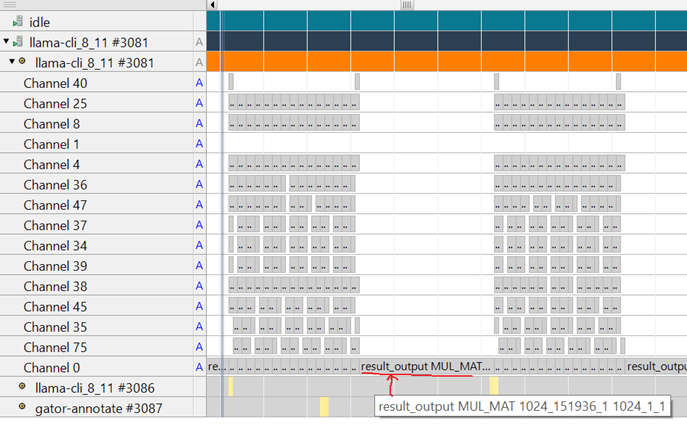 idle
llama-cli_8_11 #3081 A
llama-cli_8_11 #3081 A
Channel 40 A
Channel 25 A
Channel 8 A
Channel 1 A
Channel 4 A
Channel 36 A
Channel 47 A
Channel 37 A
Channel 34 A
Channel 39 A
Channel 38 A
Channel 45 A
Channel 35 A
Channel 75 A
Channel 0 A re... result_output MUL_MAT... result_outpu
llama-cli_8_11 #3086
gator-annotate #3087
result_output MUL_MAT 1024_151936_1 1024_1_1